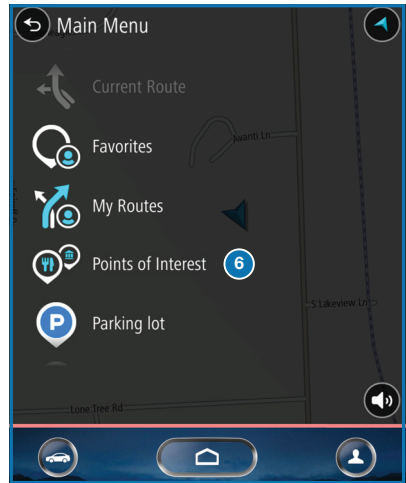 Main Menu
Current Route
Avanti Ln
Favorites
My Routes
Points of Interest 6
S Lakeview Ln
P Parking lot
Lone Tree Rd